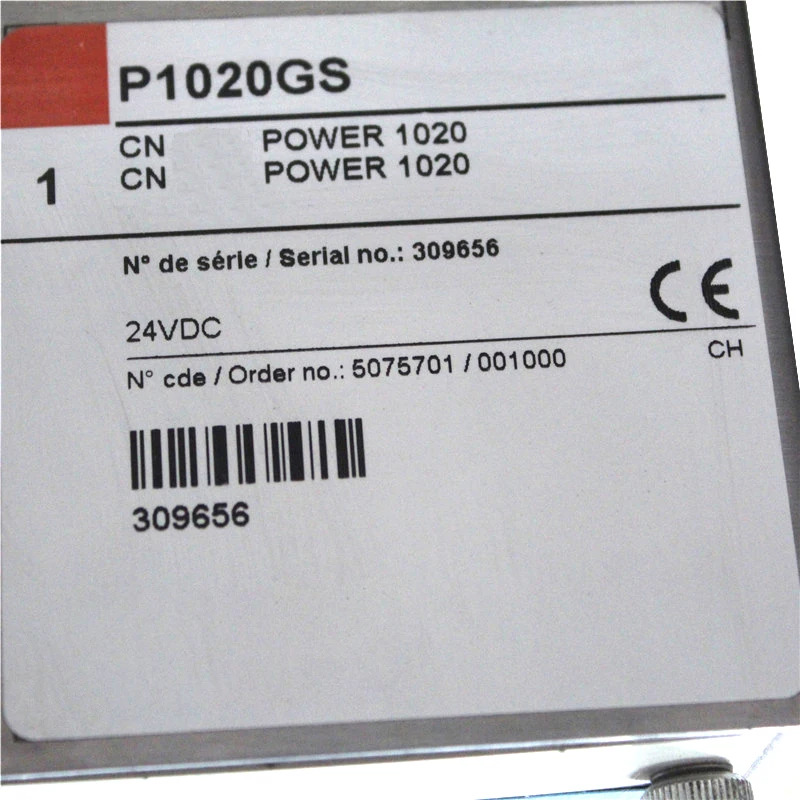 P1020GS
CN POWER 1020
1
CN POWER 1020
N° de série / Serial no.: 309656
CE
24VDC
CH
N° cde / Order no.: 5075701 / 001000
309656